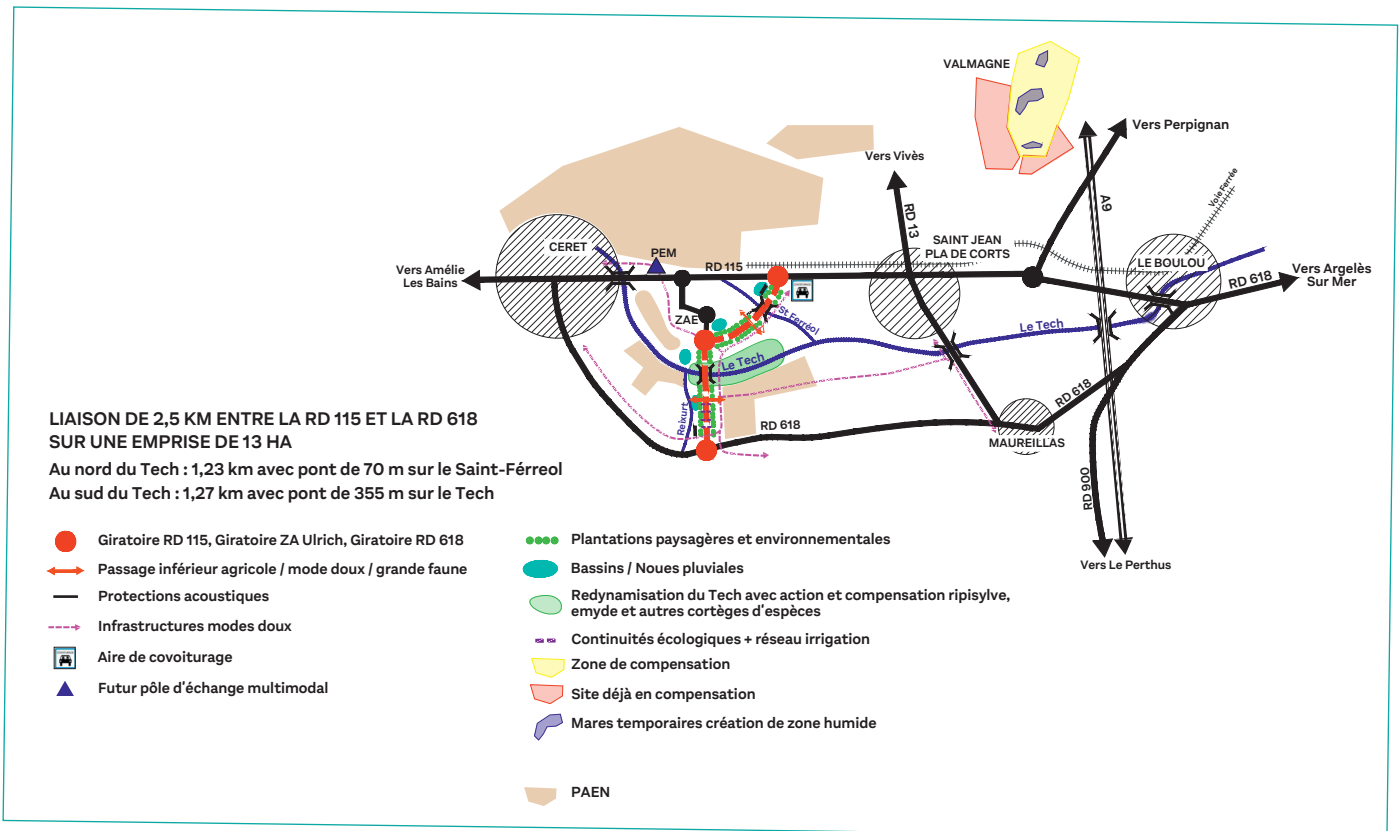 VALMAGNE
Vers Perpignan
Vers Vivès
A9
Voie Ferrée
RD 13
CERET
PEM
RD 115
SAINT JEAN
PLA DE CORTS
LE BOULOU
Vers Amélie
Les Bains
RD 618
Vers Argelès
Sur Mer
ZAE
St Ferréol
Le Tech
Le Tech
Reixurt
RD 618
RD 618
MAUREILLAS
RD 900
Vers Le Perthus
LIAISON DE 2,5 KM ENTRE LA RD 115 ET LA RD 618
SUR UNE EMPRISE DE 13 HA
Au nord du Tech : 1,23 km avec pont de 70 m sur le Saint-Férreol
Au sud du Tech : 1,27 km avec pont de 355 m sur le Tech
Giratoire RD 115, Giratoire ZA Ulrich, Giratoire RD 618
Passage inférieur agricole / mode doux / grande faune
Protections acoustiques
Infrastructures modes doux
Aire de covoiturage
Futur pôle d'échange multimodal
Plantations paysagères et environnementales
Bassins / Noues pluviales
Redynamisation du Tech avec action et compensation ripisylve,
emyde et autres cortèges d'espèces
Continuités écologiques + réseau irrigation
Zone de compensation
Site déjà en compensation
Mares temporaires création de zone humide
PAEN